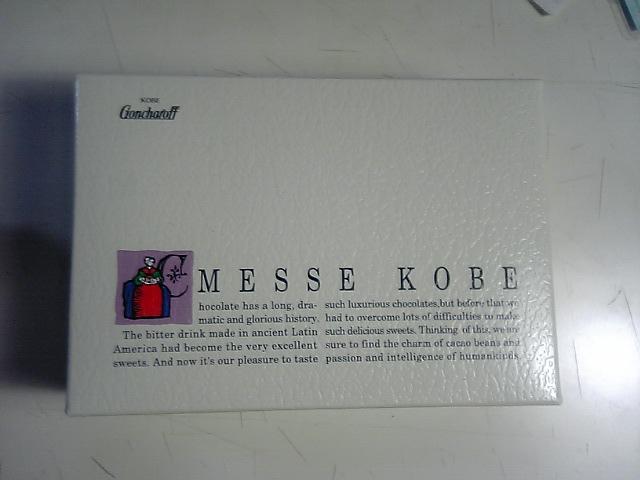 KOBE
Goncharoff
MESSE KOBE
Chocolate has a long, dra-
matic and glorious history.
The bitter drink made in ancient Latin
America had become the very excellent
sweets. And now it's our pleasure to taste
such luxurious chocolates,but before that we
had to overcome lots of difficulties to make
such delicious sweets. Thinking of this, we are
sure to find the charm of cacao beans and
passion and intelligence of humankinds.